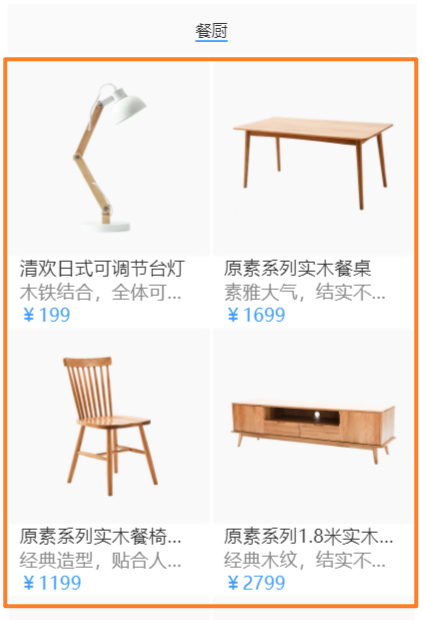 餐厨
清欢日式可调节台灯
木铁结合，全体可...
￥199
原素系列实木餐桌
素雅大气，结实不...
￥1699
原素系列实木餐椅...
经典造型，贴合人...
￥1199
原素系列1.8米实木...
经典木纹，结实不...
￥2799